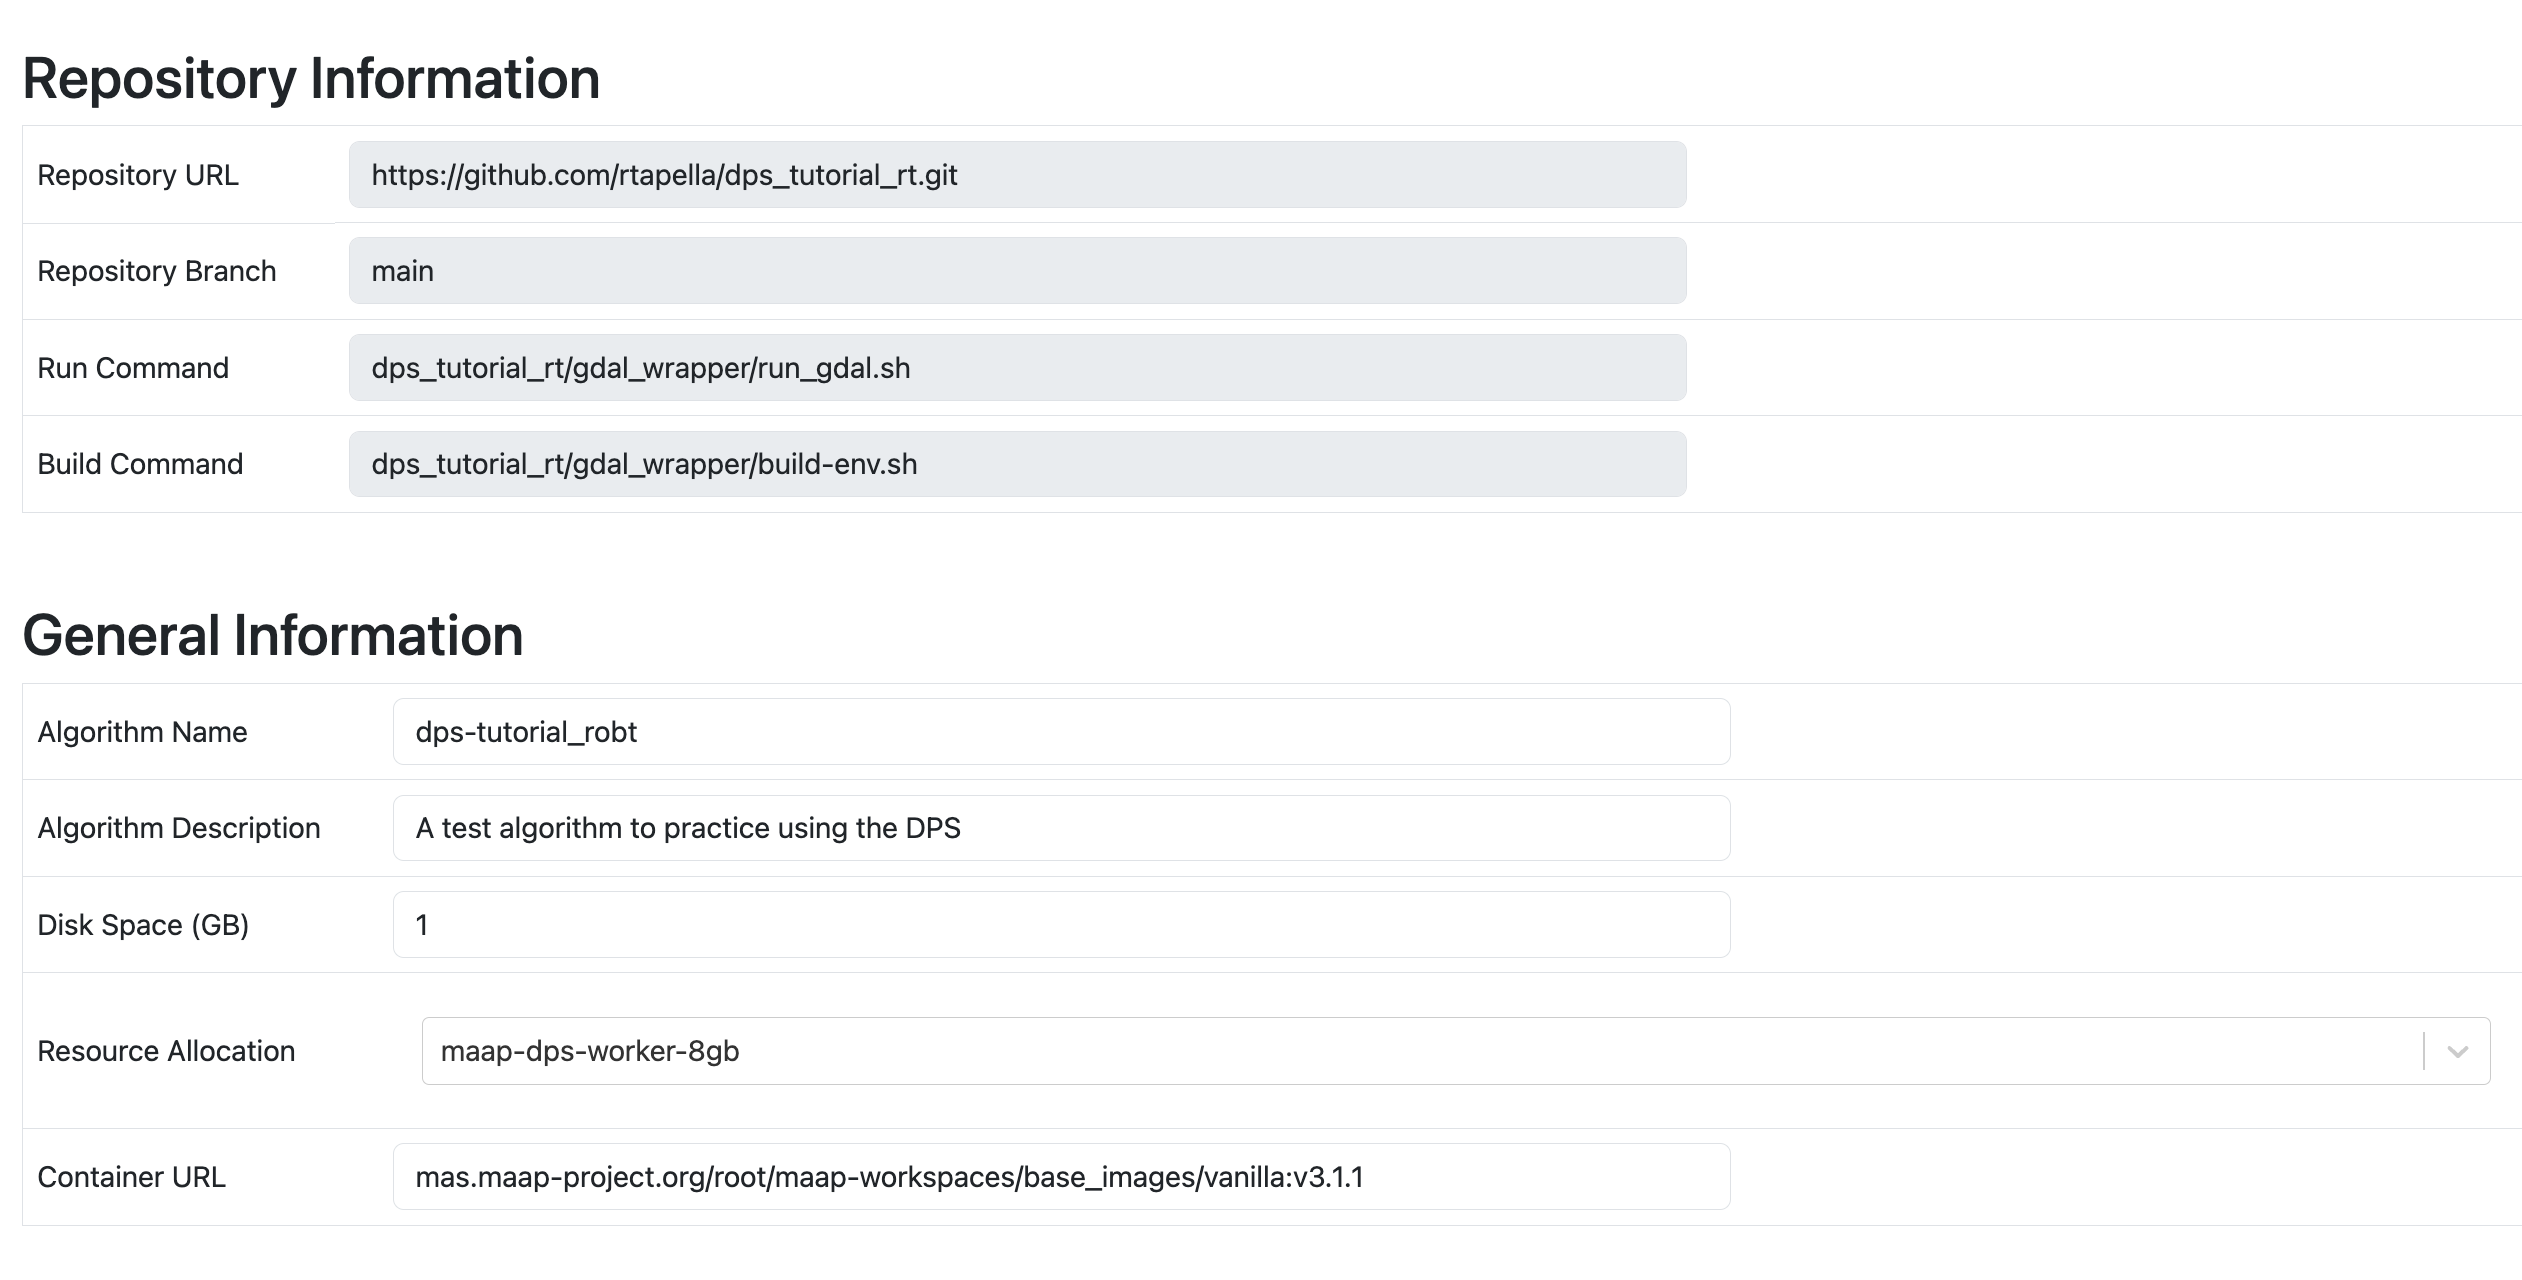 Repository Information
Repository URL https://github.com/rtapella/dps_tutorial_rt.git
Repository Branch main
Run Command dps_tutorial_rt/gdal_wrapper/run_gdal.sh
Build Command dps_tutorial_rt/gdal_wrapper/build-env.sh
General Information
Algorithm Name dps-tutorial_robt
Algorithm Description A test algorithm to practice using the DPS
Disk Space (GB) 1
Resource Allocation maap-dps-worker-8gb
Container URL mas.maap-project.org/root/maap-workspaces/base_images/vanilla:v3.1.1